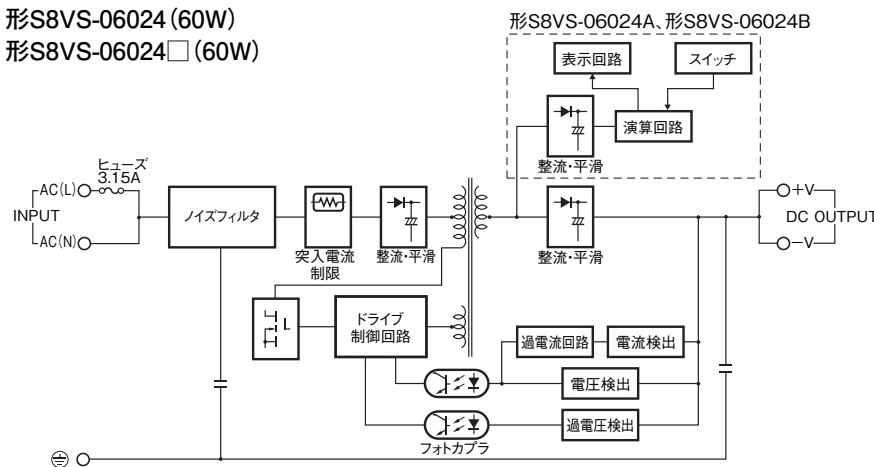 形S8VS-06024（60W）
形S8VS-06024□（60W）
形S8VS-06024A、形S8VS-06024B
表示回路
スイッチ
演算回路
整流・平滑
ヒューズ
3.15A
AC(L)
INPUT
AC(N)
ノイズフィルタ
突入電流
制限
整流・平滑
整流・平滑
+V
DC OUTPUT
−V
ドライブ
制御回路
過電流回路
電流検出
電圧検出
過電圧検出
フォトカプラ